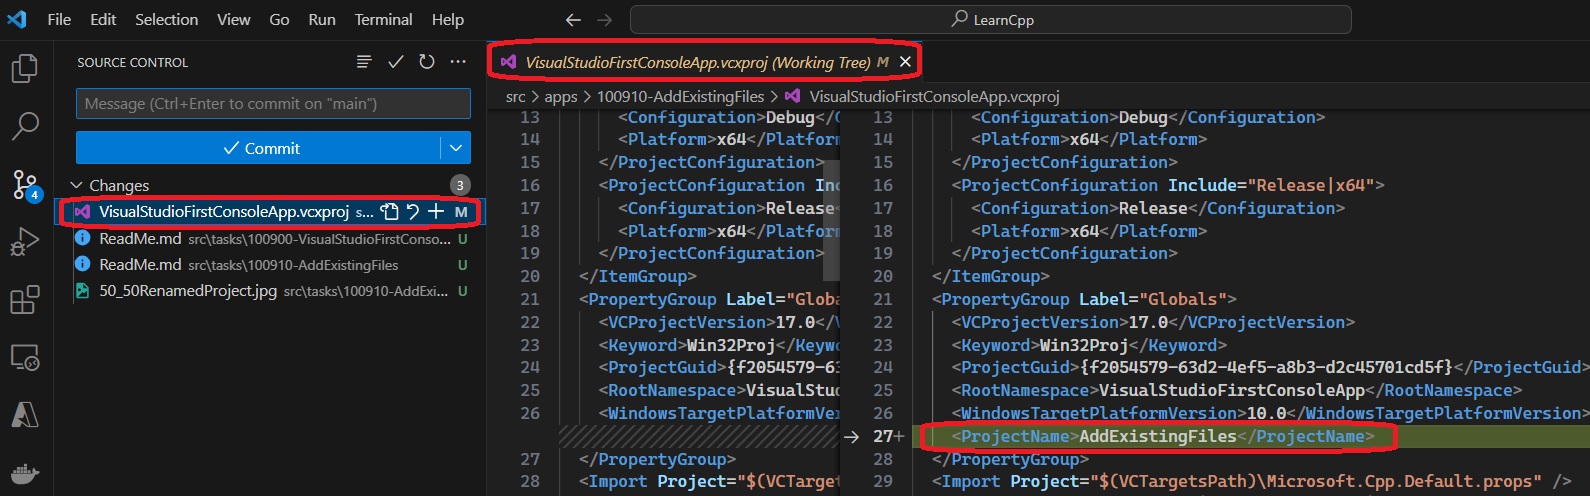 File Edit Selection View Go Run Terminal Help
LearnCpp
SOURCE CONTROL
Message (Ctrl+Enter to commit on "main")
Commit
Changes 3
4
VisualStudioFirstConsoleApp.vcxproj s... M
ReadMe.md src\tasks\100900-VisualStudioFirstConso... U
ReadMe.md src\tasks\100910-AddExistingFiles U
50_50RenamedProject.jpg src\tasks\100910-AddExi... U
VisualStudioFirstConsoleApp.vcxproj (Working Tree) M
src > apps > 100910-AddExistingFiles > VisualStudioFirstConsoleApp.vcxproj
13 <Configuration>Debug</C
14 <Platform>x64</Platform>
15 </ProjectConfiguration>
16 <ProjectConfiguration Inc
17 <Configuration>Release<
18 <Platform>x64</Platform>
19 </ProjectConfiguration>
20 </ItemGroup>
21 <PropertyGroup Label="Globa
22 <VCProjectVersion>17.0</V
23 <Keyword>Win32Proj</Keywo
24 <ProjectGuid>{f2054579-63
25 <RootNamespace>VisualStud
26 <WindowsTargetPlatformVer
27 </PropertyGroup>
28 <Import Project="$(VCTarget
13 <Configuration>Debug</Configuration>
14 <Platform>x64</Platform>
15 </ProjectConfiguration>
16 <ProjectConfiguration Include="Release|x64">
17 <Configuration>Release</Configuration>
18 <Platform>x64</Platform>
19 </ProjectConfiguration>
20 </ItemGroup>
21 <PropertyGroup Label="Globals">
22 <VCProjectVersion>17.0</VCProjectVersion>
23 <Keyword>Win32Proj</Keyword>
24 <ProjectGuid>{f2054579-63d2-4ef5-a8b3-d2c45701cd5f}</ProjectGuid>
25 <RootNamespace>VisualStudioFirstConsoleApp</RootNamespace>
26 <WindowsTargetPlatformVersion>10.0</WindowsTargetPlatformVersi
27+ <ProjectName>AddExistingFiles</ProjectName>
28 </PropertyGroup>
29 <Import Project="$(VCTargetsPath)\Microsoft.Cpp.Default.props" />